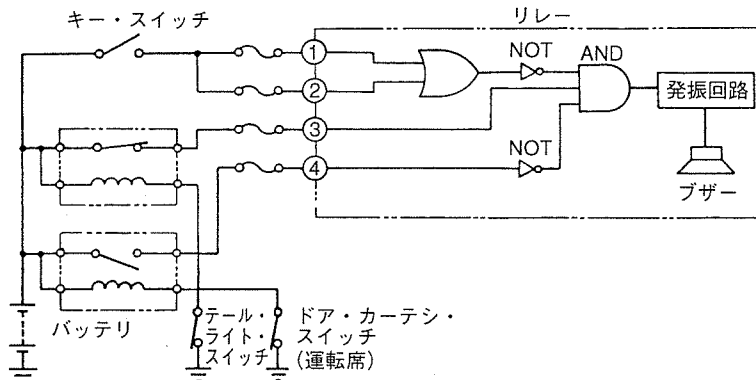 キー・スイッチ
リレー
①
NOT
AND
②
発振回路
③
NOT
④
ブザー
テール・
ライト・
スイッチ
ドア・カーテシ・
スイッチ
(運転席)
バッテリ